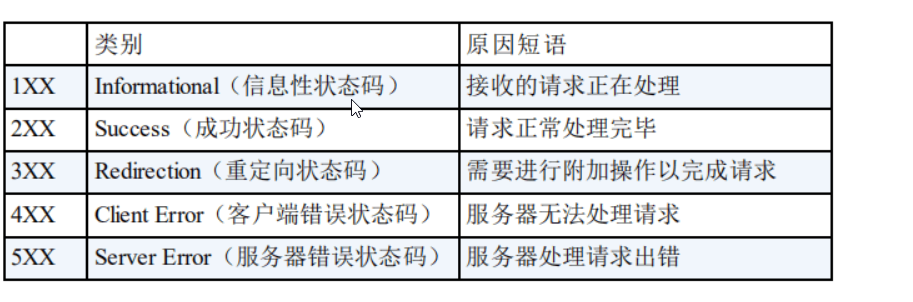 类别 原因短语
1XX Informational（信息性状态码） 接收的请求正在处理
2XX Success（成功状态码） 请求正常处理完毕
3XX Redirection（重定向状态码） 需要进行附加操作以完成请求
4XX Client Error（客户端错误状态码） 服务器无法处理请求
5XX Server Error（服务器错误状态码） 服务器处理请求出错